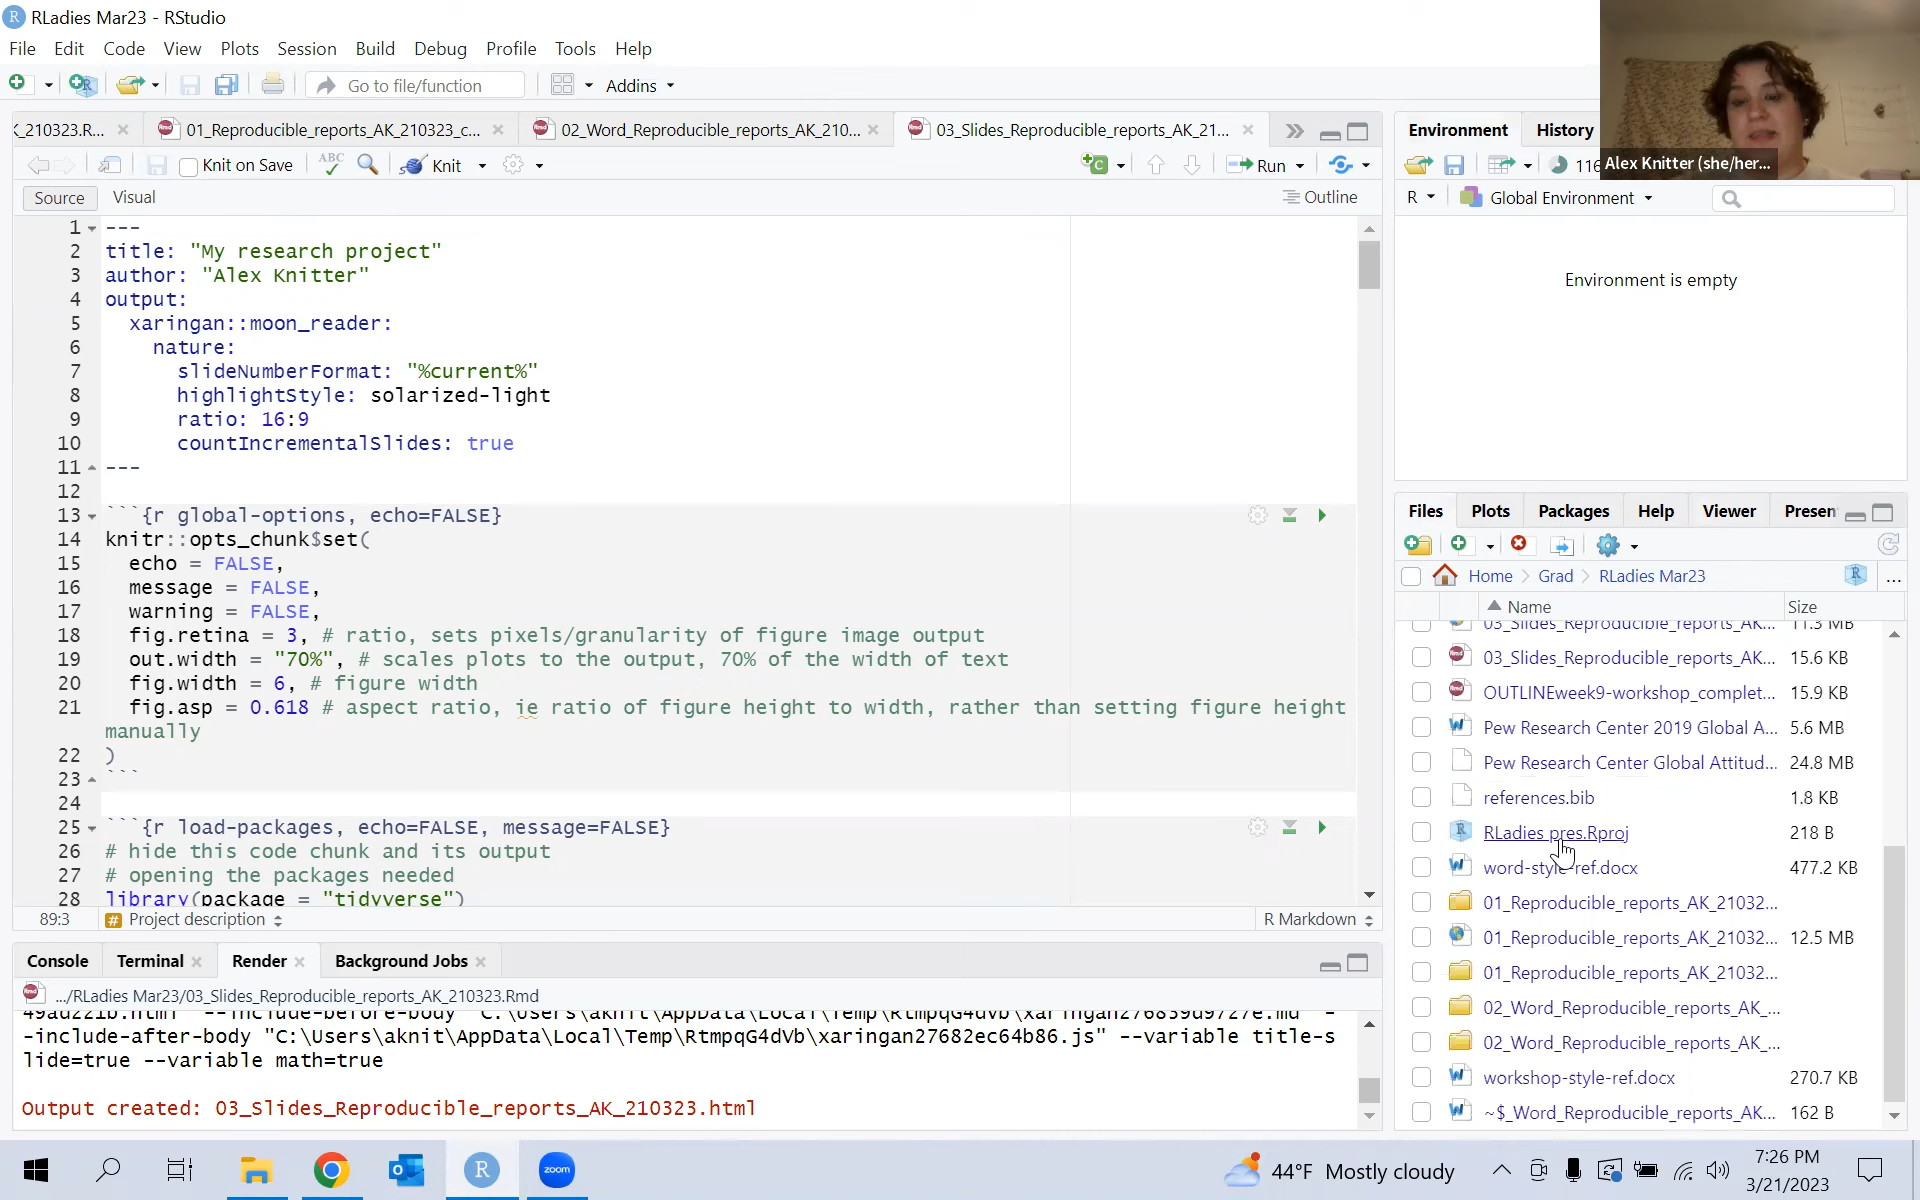 RLadies Mar23 - RStudio
File Edit Code View Plots Session Build Debug Profile Tools Help
Go to file/function Addins
_210323.R... 01_Reproducible_reports_AK_210323_c... 02_Word_Reproducible_reports_AK_210... 03_Slides_Reproducible_reports_AK_21...
Knit on Save ABC Knit Run
Source Visual Outline
1 ---
2 title: "My research project"
3 author: "Alex Knitter"
4 output:
5 xaringan::moon_reader:
6 nature:
7 slideNumberFormat: "%current%"
8 highlightStyle: solarized-light
9 ratio: 16:9
10 countIncrementalSlides: true
11 ---
12
13 ```{r global-options, echo=FALSE}
14 knitr::opts_chunk$set(
15 echo = FALSE,
16 message = FALSE,
17 warning = FALSE,
18 fig.retina = 3, # ratio, sets pixels/granularity of figure image output
19 out.width = "70%", # scales plots to the output, 70% of the width of text
20 fig.width = 6, # figure width
21 fig.asp = 0.618 # aspect ratio, ie ratio of figure height to width, rather than setting figure height
manually
22 )
23 ```
24
25 ```{r load-packages, echo=FALSE, message=FALSE}
26 # hide this code chunk and its output
27 # opening the packages needed
28 library(package = "tidyverse")
89:3 Project description R Markdown
Console Terminal Render Background Jobs
.../RLadies Mar23/03_Slides_Reproducible_reports_AK_210323.Rmd
-include-after-body "C:\Users\aknit\AppData\Local\Temp\RtmpqG4dVb\xaringan27682ec64b86.js" --variable title-s
lide=true --variable math=true
Output created: 03_Slides_Reproducible_reports_AK_210323.html
Environment History
116
Alex Knitter (she/her...
R Global Environment
Environment is empty
Files Plots Packages Help Viewer Presen
Home Grad RLadies Mar23 ...
Name Size
03_Slides_Reproducible_reports_AK... 11.3 MB
03_Slides_Reproducible_reports_AK... 15.6 KB
OUTLINEweek9-workshop_complet... 15.9 KB
Pew Research Center 2019 Global A... 5.6 MB
Pew Research Center Global Attitud... 24.8 MB
references.bib 1.8 KB
RLadies pres.Rproj 218 B
word-style-ref.docx 477.2 KB
01_Reproducible_reports_AK_21032...
01_Reproducible_reports_AK_21032... 12.5 MB
01_Reproducible_reports_AK_21032...
02_Word_Reproducible_reports_AK_...
02_Word_Reproducible_reports_AK_...
workshop-style-ref.docx 270.7 KB
~$_Word_Reproducible_reports_AK... 162 B
zoom
44°F Mostly cloudy
7:26 PM
3/21/2023